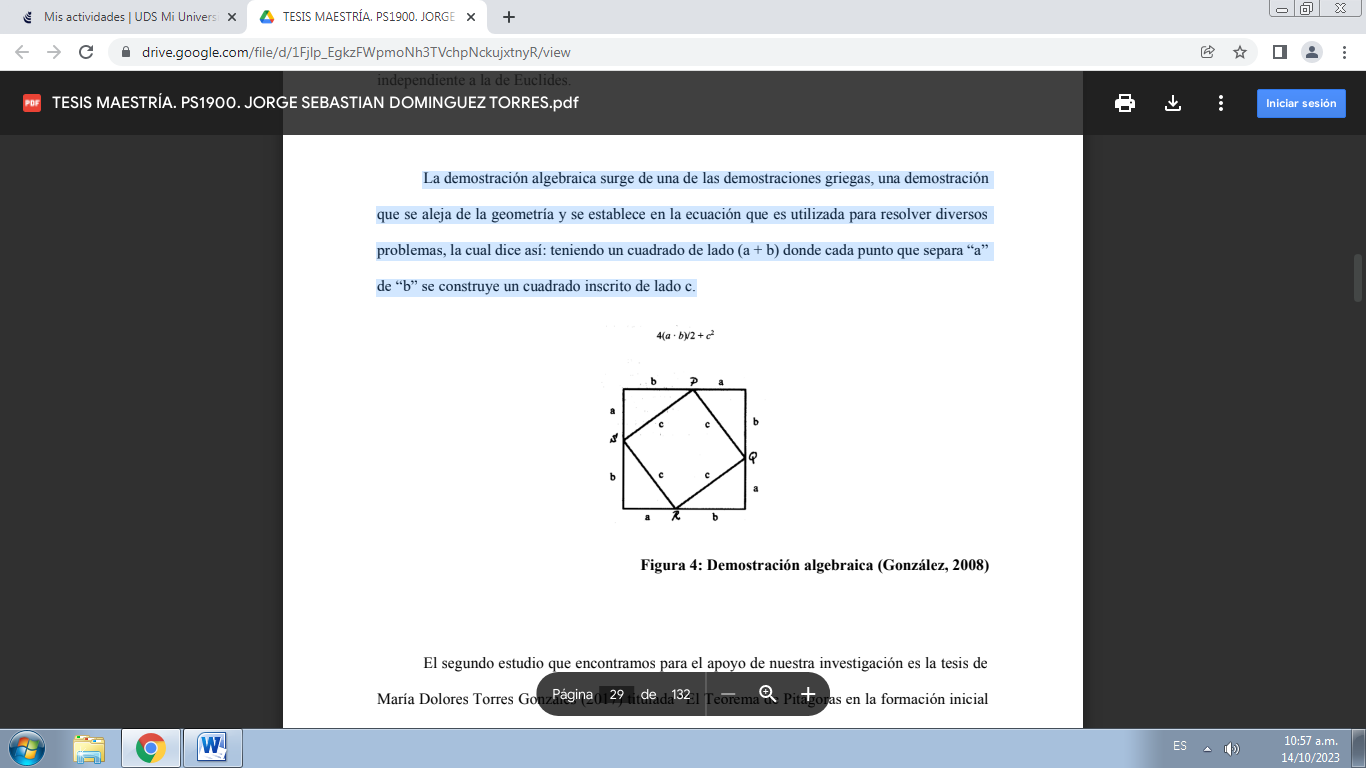 Mis actividades | UDS Mi Univers
TESIS MAESTRÍA. PS1900. JORGE
drive.google.com/file/d/1Fjlp_EgkzFWpmoNh3TVchpNckujxtnyR/view
independiente a la de Euclides.
PDF TESIS MAESTRÍA. PS1900. JORGE SEBASTIAN DOMINGUEZ TORRES.pdf
Iniciar sesión
La demostración algebraica surge de una de las demostraciones griegas, una demostración
que se aleja de la geometría y se establece en la ecuación que es utilizada para resolver diversos
problemas, la cual dice así: teniendo un cuadrado de lado (a + b) donde cada punto que separa “a”
de “b” se construye un cuadrado inscrito de lado c.
4(a · b)/2 + c²
b P a
a c c b
S Q
b c c a
a R b
Figura 4: Demostración algebraica (González, 2008)
El segundo estudio que encontramos para el apoyo de nuestra investigación es la tesis de
María Dolores Torres González (2017) titulada El Teorema de Pitágoras en la formación inicial
Página 29 de 132
ES
10:57 a.m.
14/10/2023